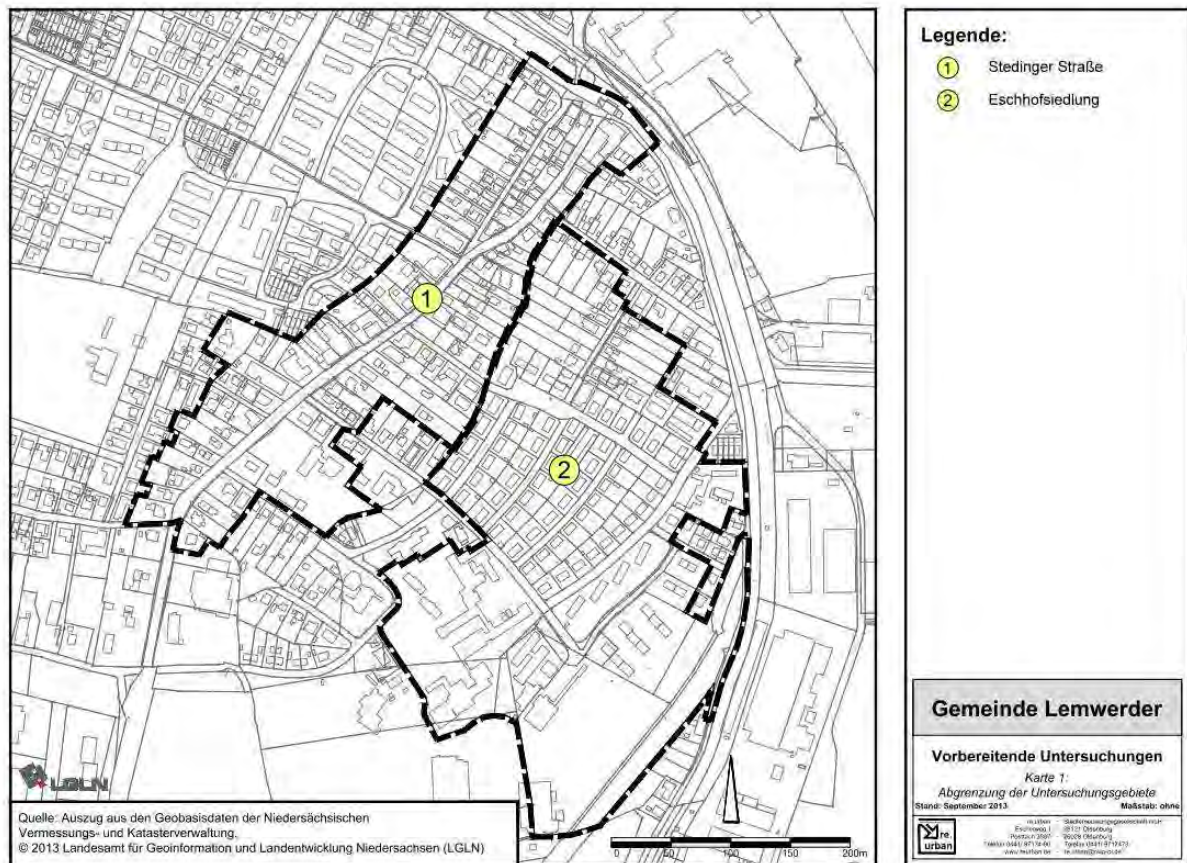 1
2
LGLN
Quelle: Auszug aus den Geobasisdaten der Niedersächsischen
Vermessungs- und Katasterverwaltung.
© 2013 Landesamt für Geoinformation und Landentwicklung Niedersachsen (LGLN)
0 50 100 150 200m
Legende:
1 Stedinger Straße
2 Eschhofsiedlung
Gemeinde Lemwerder
Vorbereitende Untersuchungen
Karte 1:
Abgrenzung der Untersuchungsgebiete
Stand: September 2013 Maßstab: ohne
re.
urban